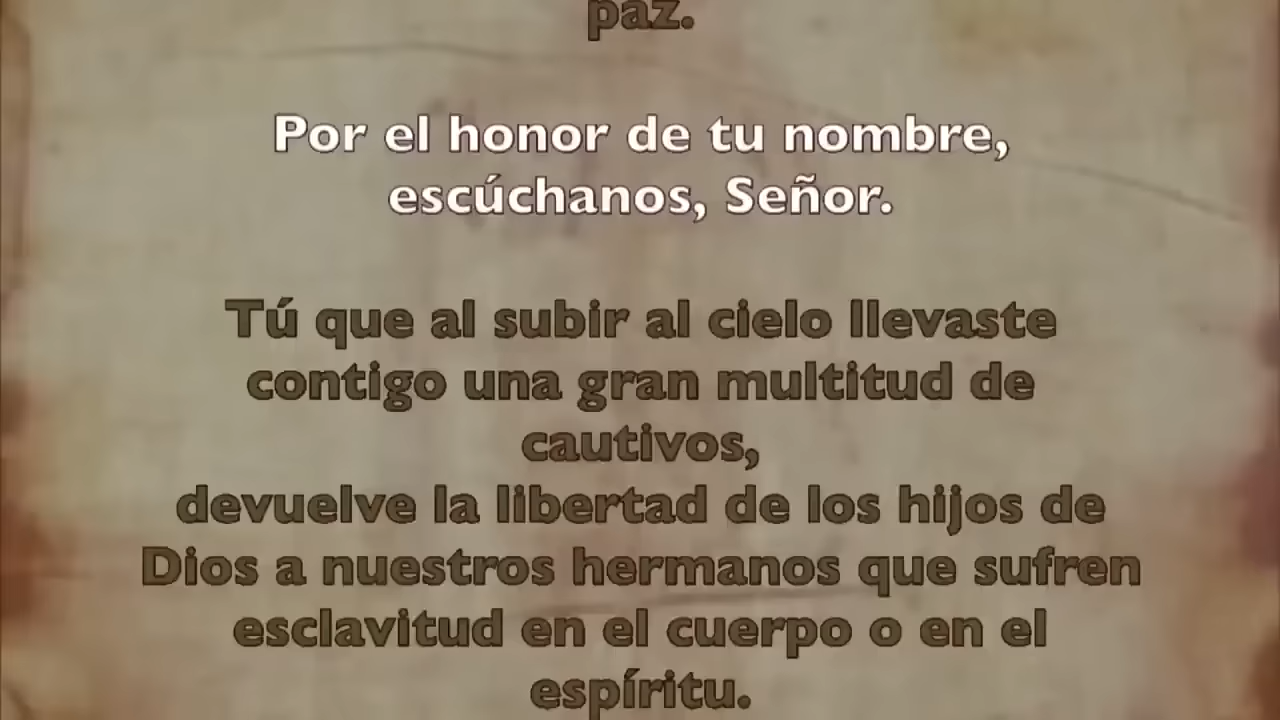 paz.
Por el honor de tu nombre,
escúchanos, Señor.
Tú que al subir al cielo llevaste
contigo una gran multitud de
cautivos,
devuelve la libertad de los hijos de
Dios a nuestros hermanos que sufren
esclavitud en el cuerpo o en el
espíritu.